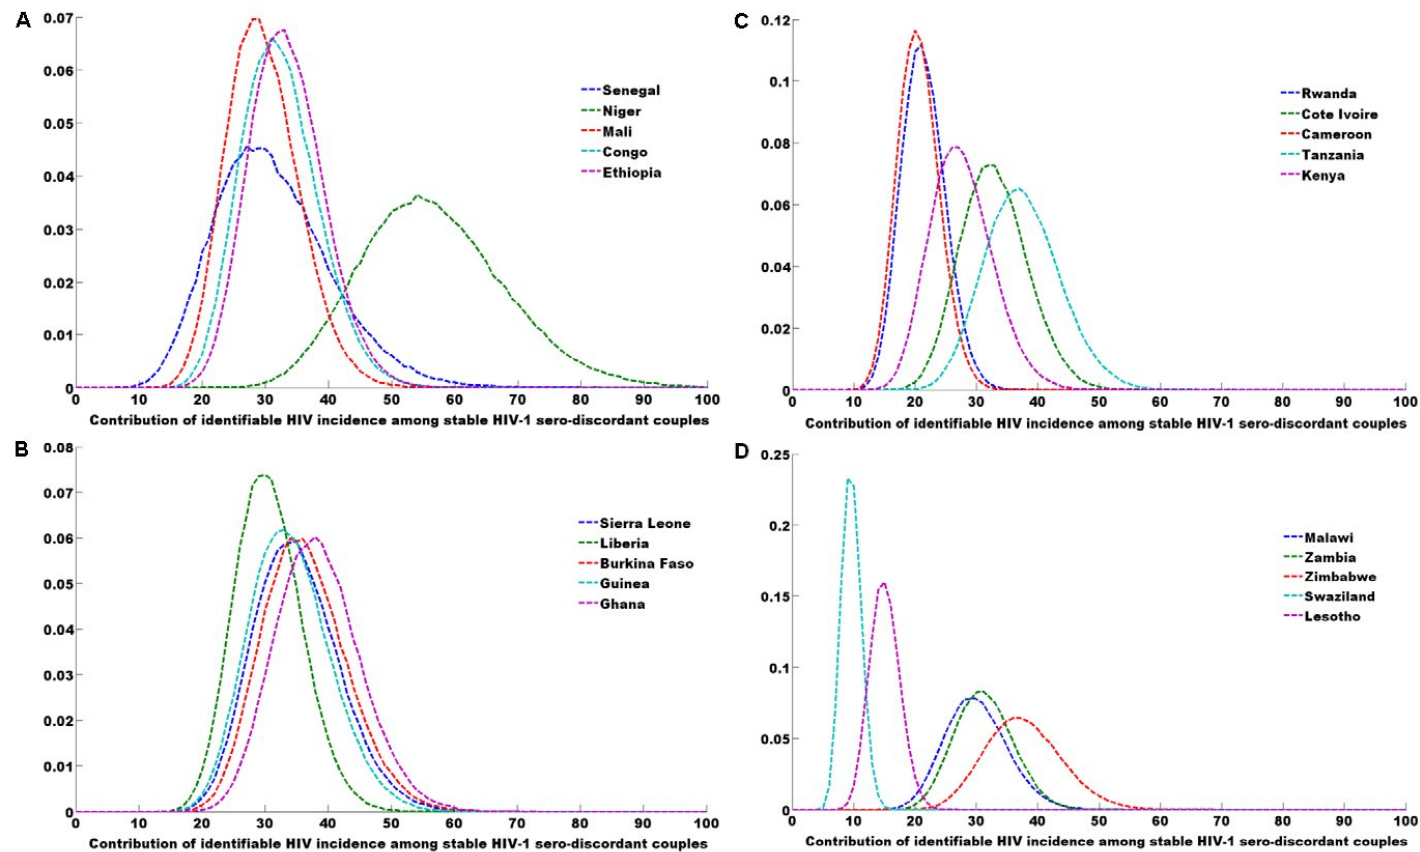 A
0.07
0.06
0.05
0.04
0.03
0.02
0.01
0
0 10 20 30 40 50 60 70 80 90 100
Contribution of identifiable HIV incidence among stable HIV-1 sero-discordant couples
Senegal
Niger
Mali
Congo
Ethiopia
B
0.08
0.07
0.06
0.05
0.04
0.03
0.02
0.01
0
0 10 20 30 40 50 60 70 80 90 100
Contribution of identifiable HIV incidence among stable HIV-1 sero-discordant couples
Sierra Leone
Liberia
Burkina Faso
Guinea
Ghana
C
0.12
0.1
0.08
0.06
0.04
0.02
0
0 10 20 30 40 50 60 70 80 90 100
Contribution of identifiable HIV incidence among stable HIV-1 sero-discordant couples
Rwanda
Cote Ivoire
Cameroon
Tanzania
Kenya
D
0.25
0.2
0.15
0.1
0.05
0
0 10 20 30 40 50 60 70 80 90 100
Contribution of identifiable HIV incidence among stable HIV-1 sero-discordant couples
Malawi
Zambia
Zimbabwe
Swaziland
Lesotho